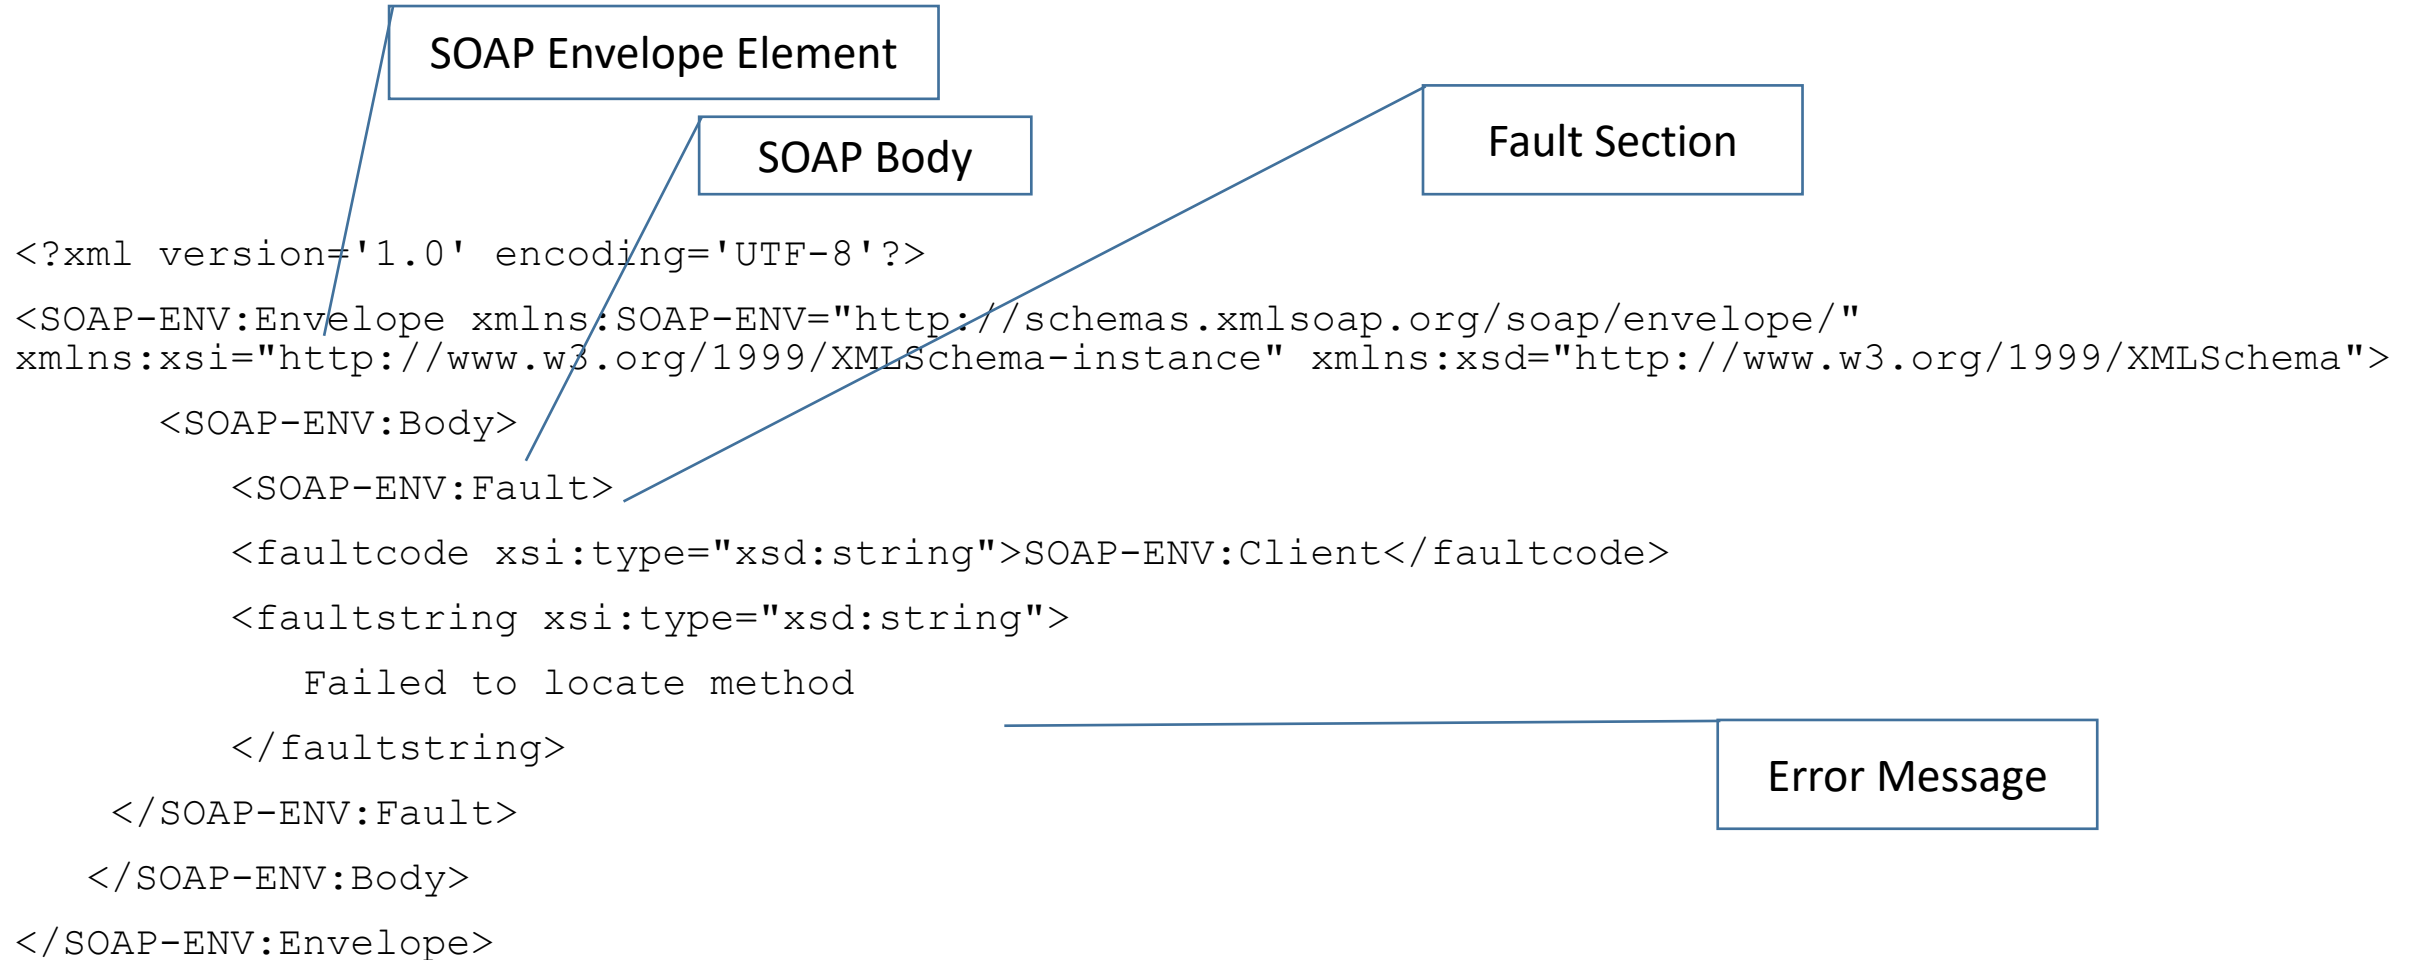 SOAP Envelope Element
SOAP Body
Fault Section
<?xml version='1.0' encoding='UTF-8'?>
<SOAP-ENV:Envelope xmlns:SOAP-ENV="http://schemas.xmlsoap.org/soap/envelope/"
xmlns:xsi="http://www.w3.org/1999/XMLSchema-instance" xmlns:xsd="http://www.w3.org/1999/XMLSchema">
<SOAP-ENV:Body>
<SOAP-ENV:Fault>
<faultcode xsi:type="xsd:string">SOAP-ENV:Client</faultcode>
<faultstring xsi:type="xsd:string">
Failed to locate method
</faultstring>
Error Message
</SOAP-ENV:Fault>
</SOAP-ENV:Body>
</SOAP-ENV:Envelope>